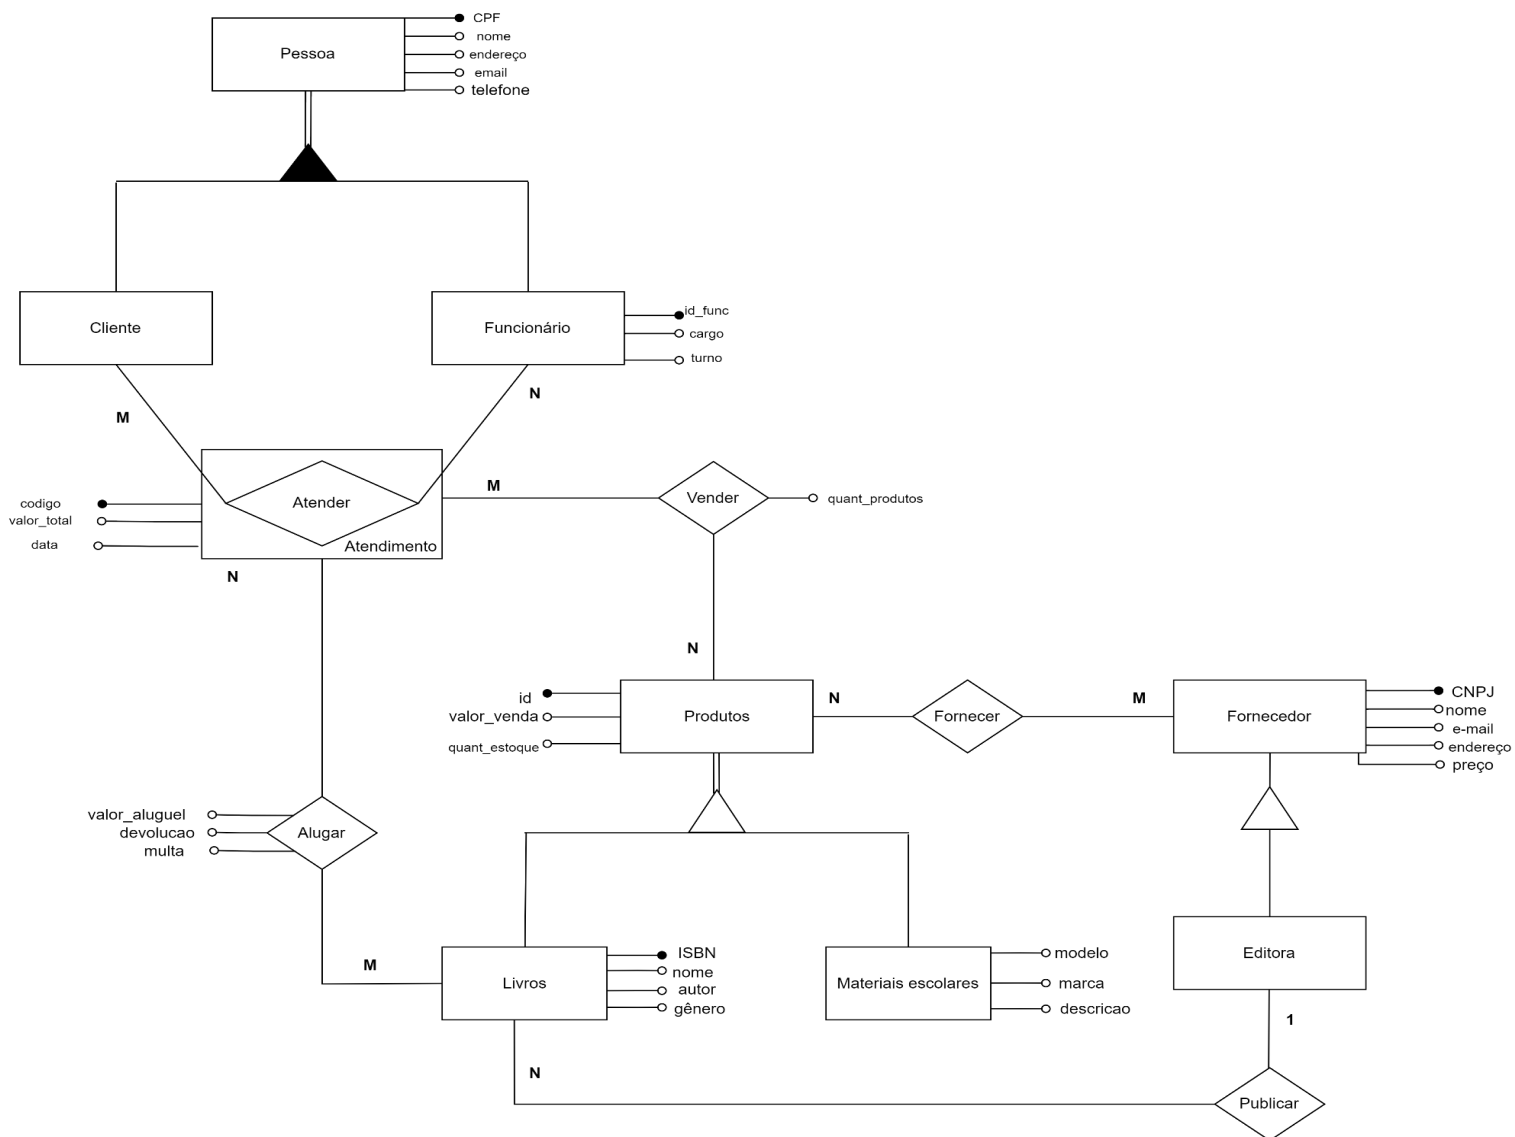 CPF
nome
endereço
email
telefone
Pessoa
Cliente
Funcionário
id_func
cargo
turno
M
N
codigo
valor_total
data
Atender
Atendimento
M
Vender
quant_produtos
N
N
id
valor_venda
quant_estoque
Produtos
N
Fornecer
M
Fornecedor
CNPJ
nome
e-mail
endereço
preço
valor_aluguel
devolucao
multa
Alugar
M
Livros
ISBN
nome
autor
gênero
Materiais escolares
modelo
marca
descricao
Editora
1
N
Publicar